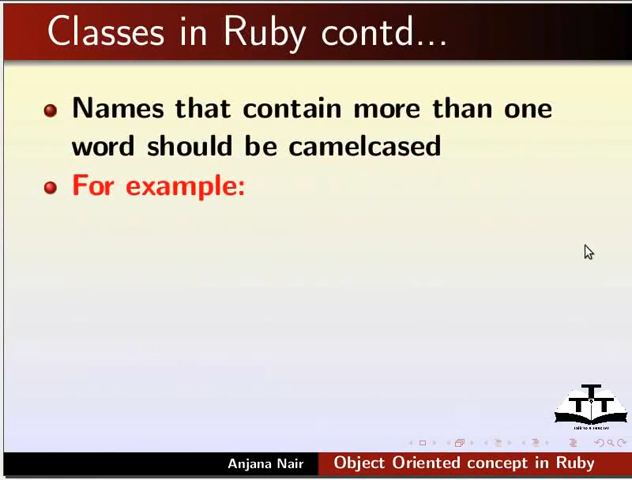 Classes in Ruby contd...
Names that contain more than one
word should be camelcased
For example:
TTT
Anjana Nair
Object Oriented concept in Ruby